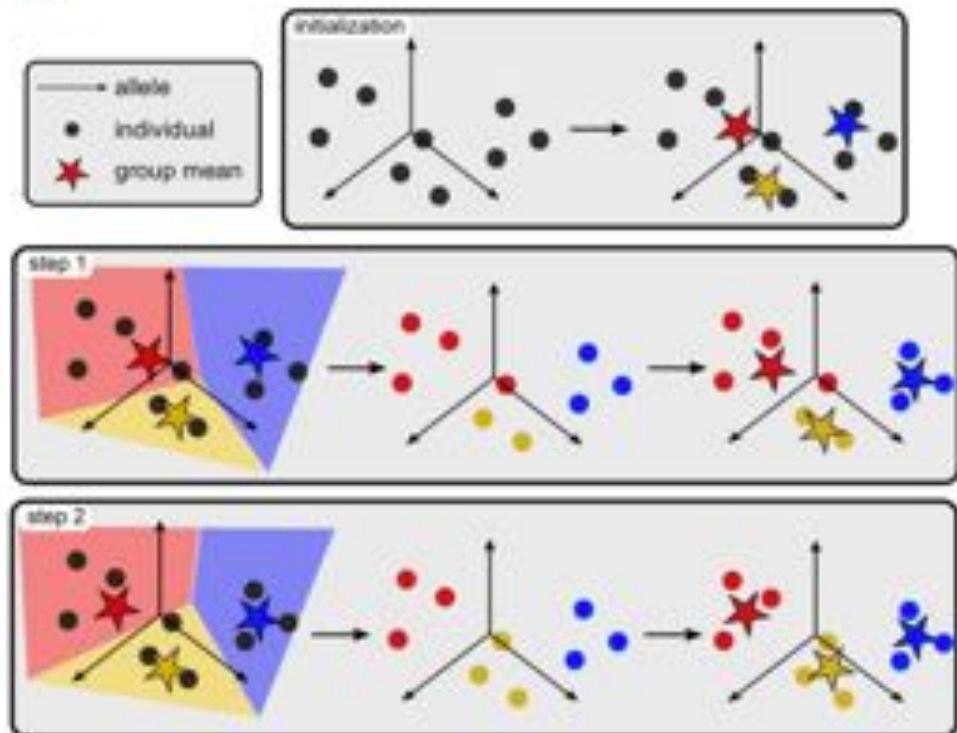 initialization
allele
individual
group mean
step 1
step 2